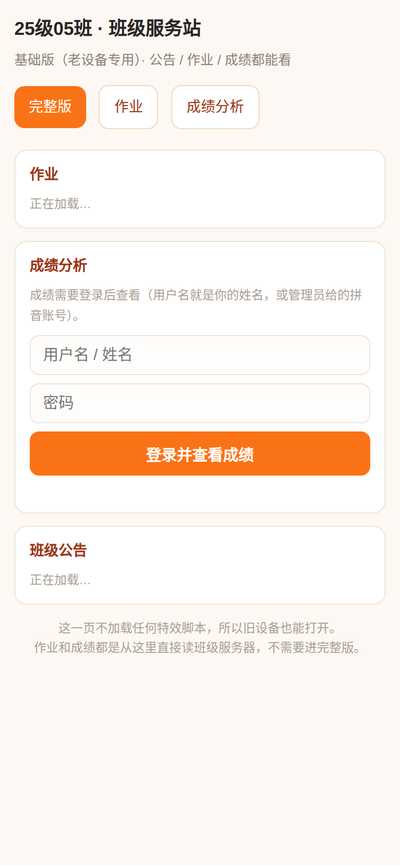 25级05班 · 班级服务站
基础版（老设备专用）· 公告 / 作业 / 成绩都能看
完整版
作业
成绩分析
作业
正在加载…
成绩分析
成绩需要登录后查看（用户名就是你的姓名，或管理员给的拼
音账号）。
用户名 / 姓名
密码
登录并查看成绩
班级公告
正在加载…
这一页不加载任何特效脚本，所以旧设备也能打开。
作业和成绩都是从这里直接读班级服务器，不需要进完整版。